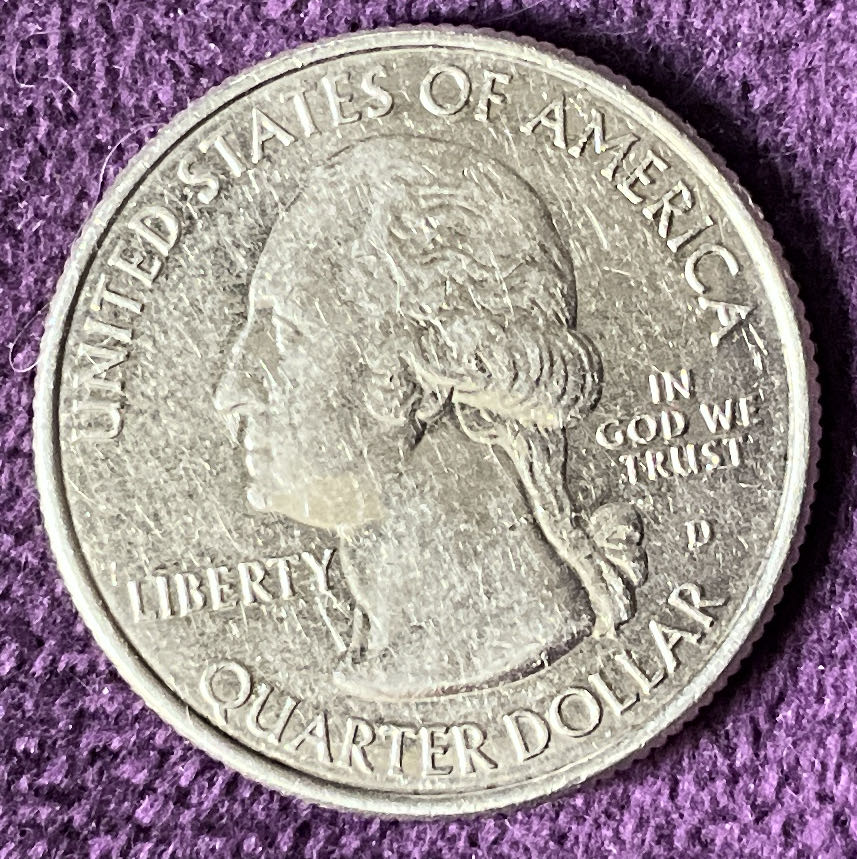 UNITED STATES OF AMERICA
IN
GOD WE
TRUST
D
LIBERTY
QUARTER DOLLAR